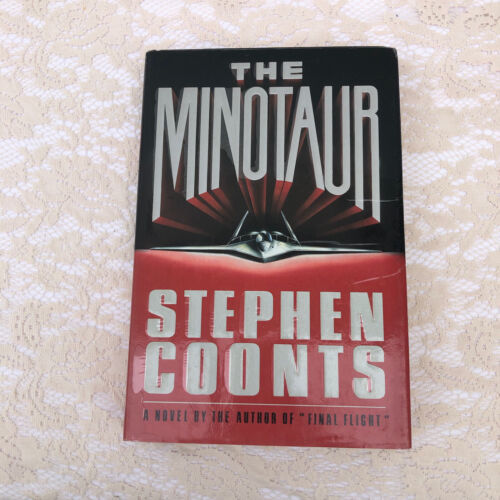 THE
MINOTAUR
STEPHEN
COONTS
A NOVEL BY THE AUTHOR OF "FINAL FLIGHT"